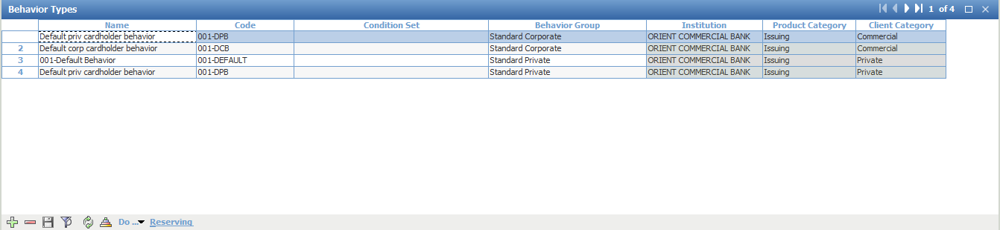 Behavior Types 1 of 4
Name Code Condition Set Behavior Group Institution Product Category Client Category
Default priv cardholder behavior 001-DPB Standard Corporate ORIENT COMMERCIAL BANK Issuing Commercial
2 Default corp cardholder behavior 001-DCB Standard Corporate ORIENT COMMERCIAL BANK Issuing Commercial
3 001-Default Behavior 001-DEFAULT Standard Private ORIENT COMMERCIAL BANK Issuing Private
4 Default priv cardholder behavior 001-DPB Standard Private ORIENT COMMERCIAL BANK Issuing Private
Do ... Reserving